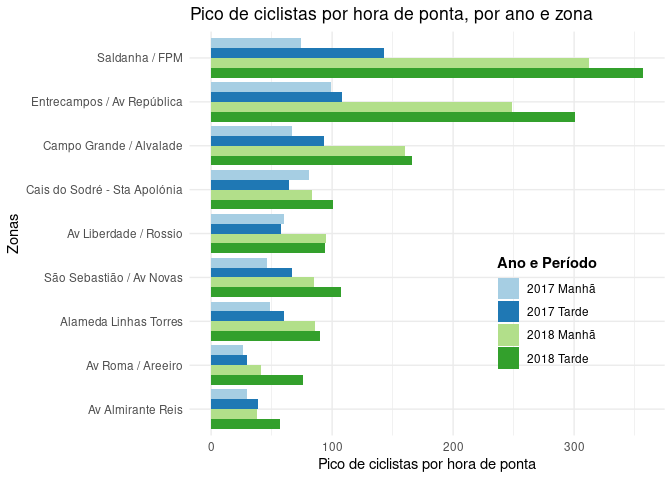 Pico de ciclistas por hora de ponta, por ano e zona
Saldanha / FPM
Entrecampos / Av República
Campo Grande / Alvalade
Cais do Sodré - Sta Apolónia
Av Liberdade / Rossio
São Sebastião / Av Novas
Alameda Linhas Torres
Av Roma / Areeiro
Av Almirante Reis
Zonas
Ano e Período
2017 Manhã
2017 Tarde
2018 Manhã
2018 Tarde
0 100 200 300
Pico de ciclistas por hora de ponta